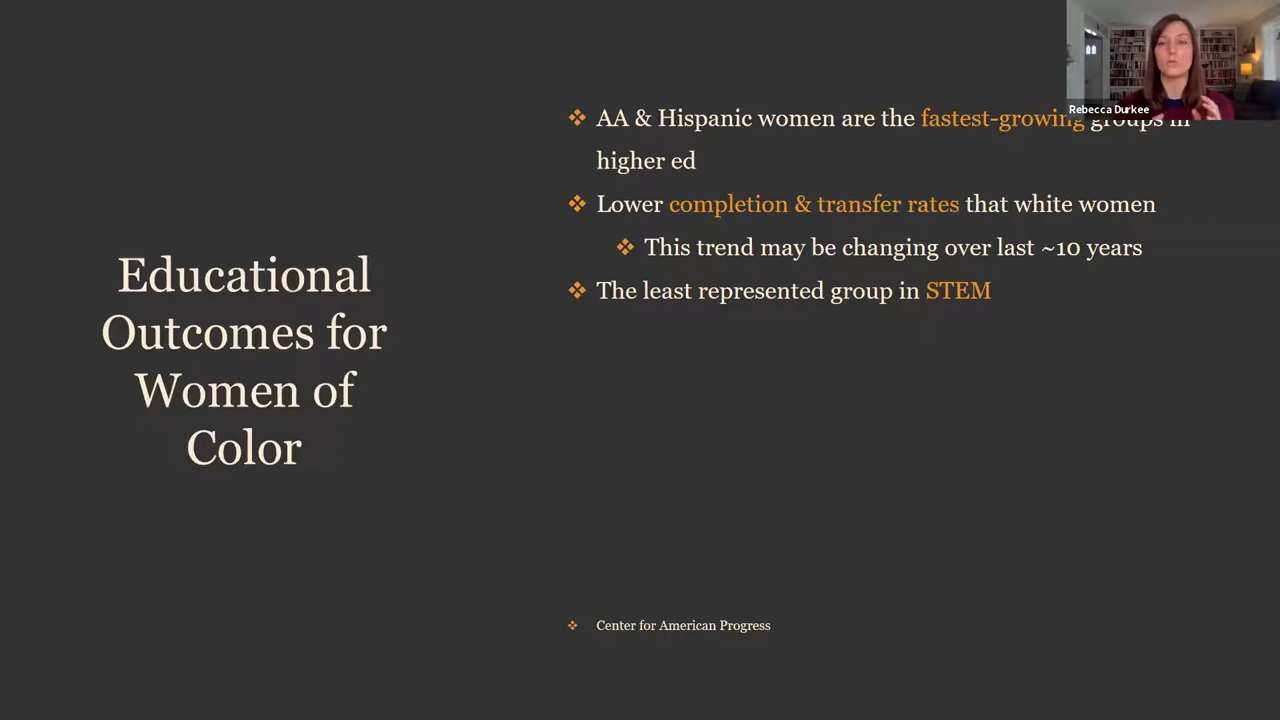 Educational
Outcomes for
Women of
Color
AA & Hispanic women are the fastest-growing groups in
higher ed
Lower completion & transfer rates that white women
This trend may be changing over last ~10 years
The least represented group in STEM
Center for American Progress
Rebecca Durkee